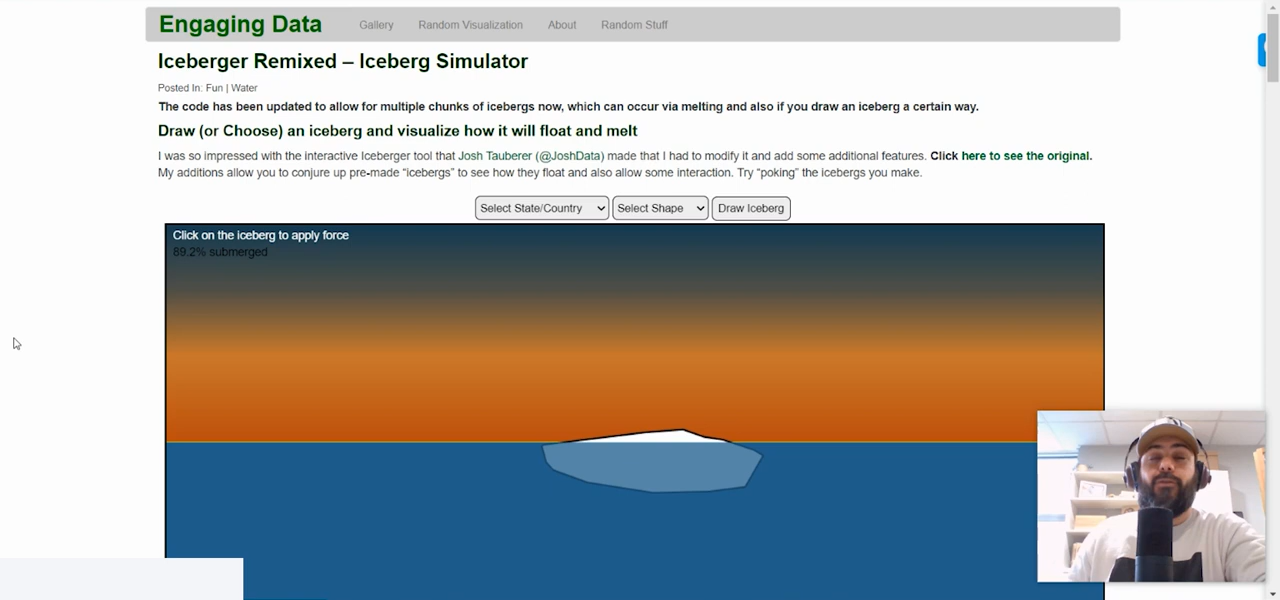 Engaging Data Gallery Random Visualization About Random Stuff
Iceberger Remixed – Iceberg Simulator
Posted In: Fun | Water
The code has been updated to allow for multiple chunks of icebergs now, which can occur via melting and also if you draw an iceberg a certain way.
Draw (or Choose) an iceberg and visualize how it will float and melt
I was so impressed with the interactive Iceberger tool that Josh Tauberer (@JoshData) made that I had to modify it and add some additional features. Click here to see the original.
My additions allow you to conjure up pre-made “icebergs” to see how they float and also allow some interaction. Try “poking” the icebergs you make.
Select State/Country Select Shape Draw Iceberg
Click on the iceberg to apply force
89.2% submerged